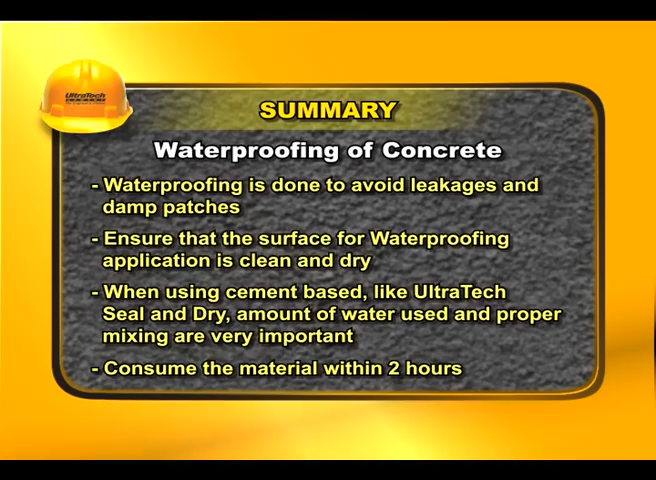 UltraTech
CEMENT
SUMMARY
Waterproofing of Concrete
- Waterproofing is done to avoid leakages and
damp patches
- Ensure that the surface for Waterproofing
application is clean and dry
- When using cement based, like UltraTech
Seal and Dry, amount of water used and proper
mixing are very important
- Consume the material within 2 hours